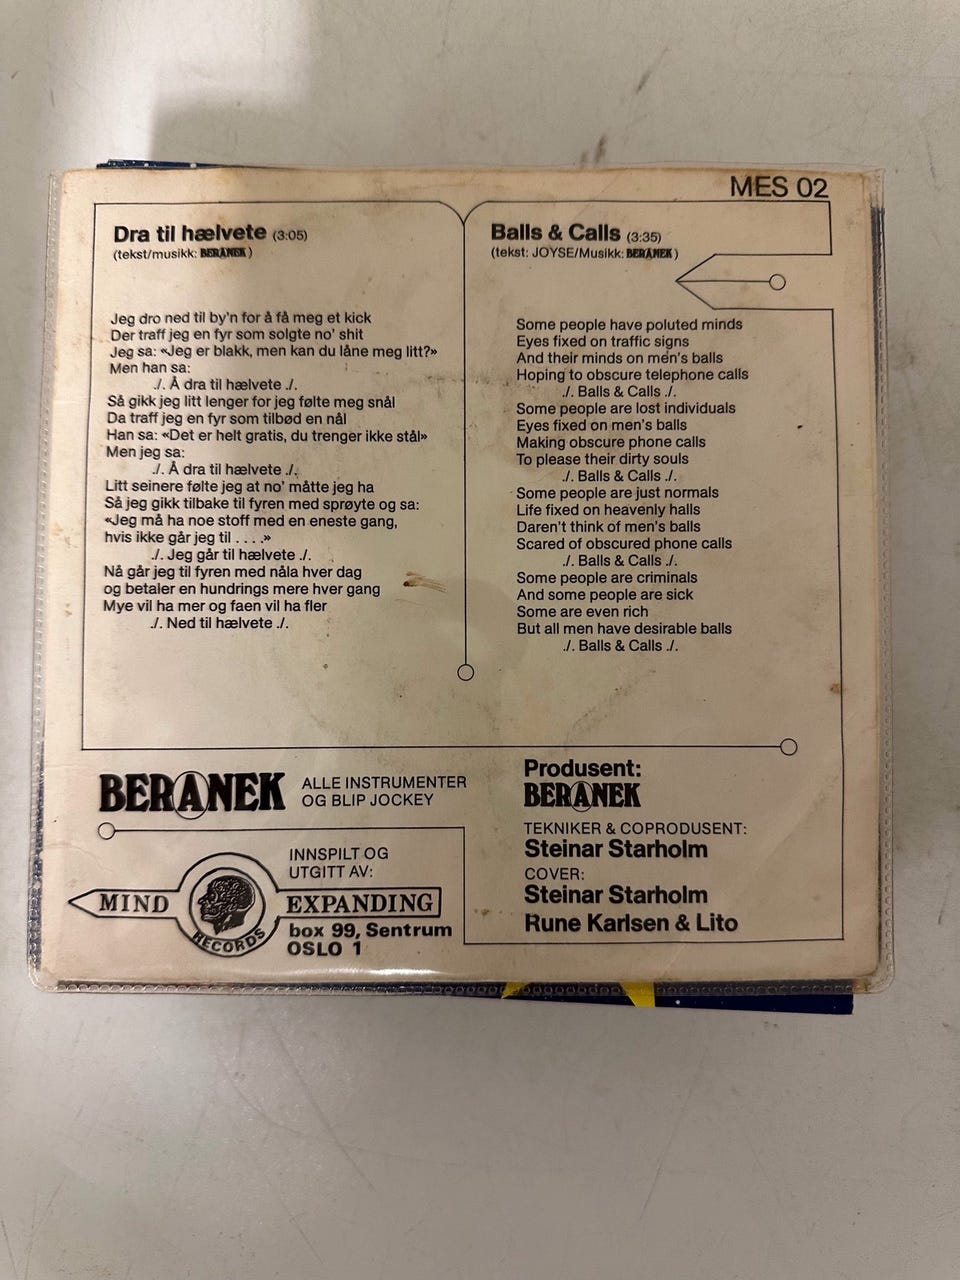 MES 02
Dra til hælvete (3:05)
(tekst/musikk: BERANEK)
Jeg dro ned til by'n for å få meg et kick
Der traff jeg en fyr som solgte no' shit
Jeg sa: «Jeg er blakk, men kan du låne meg litt?»
Men han sa:
./. Å dra til hælvete ./.
Så gikk jeg litt lenger for jeg følte meg snål
Da traff jeg en fyr som tilbød en nål
Han sa: «Det er helt gratis, du trenger ikke stål»
Men jeg sa:
./. Å dra til hælvete ./.
Litt seinere følte jeg at no' måtte jeg ha
Så jeg gikk tilbake til fyren med sprøyte og sa:
«Jeg må ha noe stoff med en eneste gang,
hvis ikke går jeg til . . . .»
./. Jeg går til hælvete ./.
Nå går jeg til fyren med nåla hver dag
og betaler en hundrings mere hver gang
Mye vil ha mer og faen vil ha fler
./. Ned til hælvete ./.
Balls & Calls (3:35)
(tekst: JOYSE/Musikk: BERANEK)
Some people have poluted minds
Eyes fixed on traffic signs
And their minds on men's balls
Hoping to obscure telephone calls
./. Balls & Calls ./.
Some people are lost individuals
Eyes fixed on men's balls
Making obscure phone calls
To please their dirty souls
./. Balls & Calls ./.
Some people are just normals
Life fixed on heavenly halls
Daren't think of men's balls
Scared of obscured phone calls
./. Balls & Calls ./.
Some people are criminals
And some people are sick
Some are even rich
But all men have desirable balls
./. Balls & Calls ./.
BERANEK
ALLE INSTRUMENTER
OG BLIP JOCKEY
INNSPILT OG
UTGITT AV:
MIND EXPANDING
RECORDS
box 99, Sentrum
OSLO 1
Produsent:
BERANEK
TEKNIKER & COPRODUSENT:
Steinar Starholm
COVER:
Steinar Starholm
Rune Karlsen & Lito